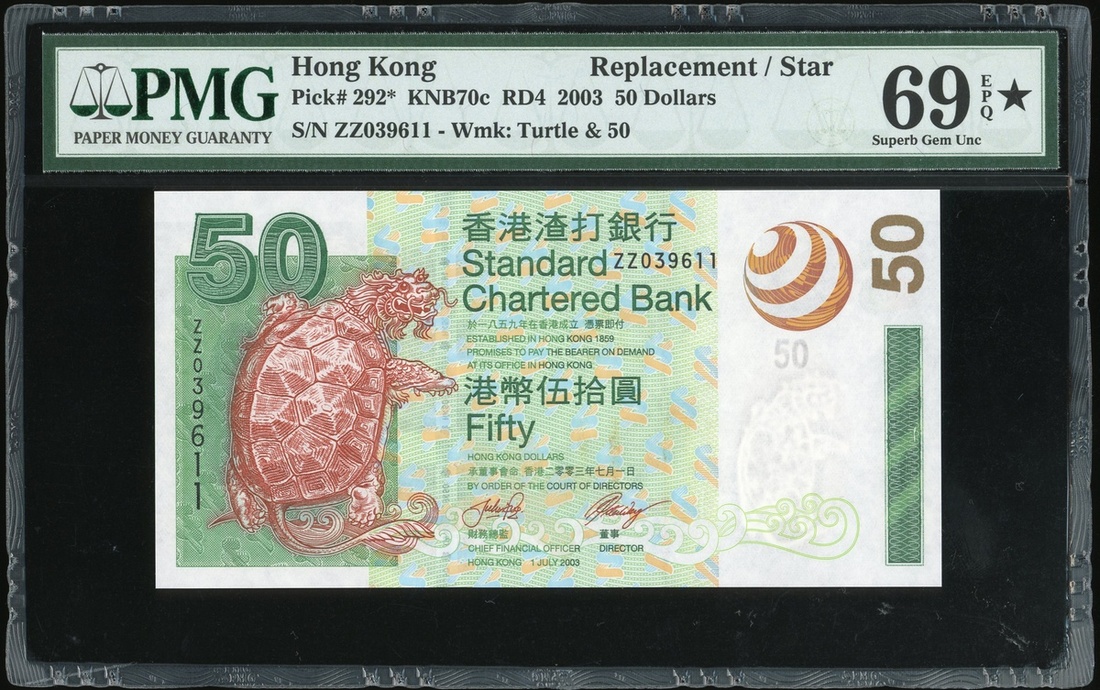 PMG
PAPER MONEY GUARANTY
Hong Kong Replacement / Star
Pick# 292* KNB70c RD4 2003 50 Dollars
S/N ZZ039611 - Wmk: Turtle & 50
69 EPQ ★
Superb Gem Unc
50
香港渣打銀行
Standard ZZ039611
Chartered Bank
於一八五九年在香港成立 憑票即付
ESTABLISHED IN HONG KONG 1859
PROMISES TO PAY THE BEARER ON DEMAND
AT ITS OFFICE IN HONG KONG
港幣伍拾圓
Fifty
HONG KONG DOLLARS
承董事會命 香港二零零三年七月一日
BY ORDER OF THE COURT OF DIRECTORS
財務總監 董事
CHIEF FINANCIAL OFFICER DIRECTOR
HONG KONG 1 JULY 2003
ZZ039611
50
50